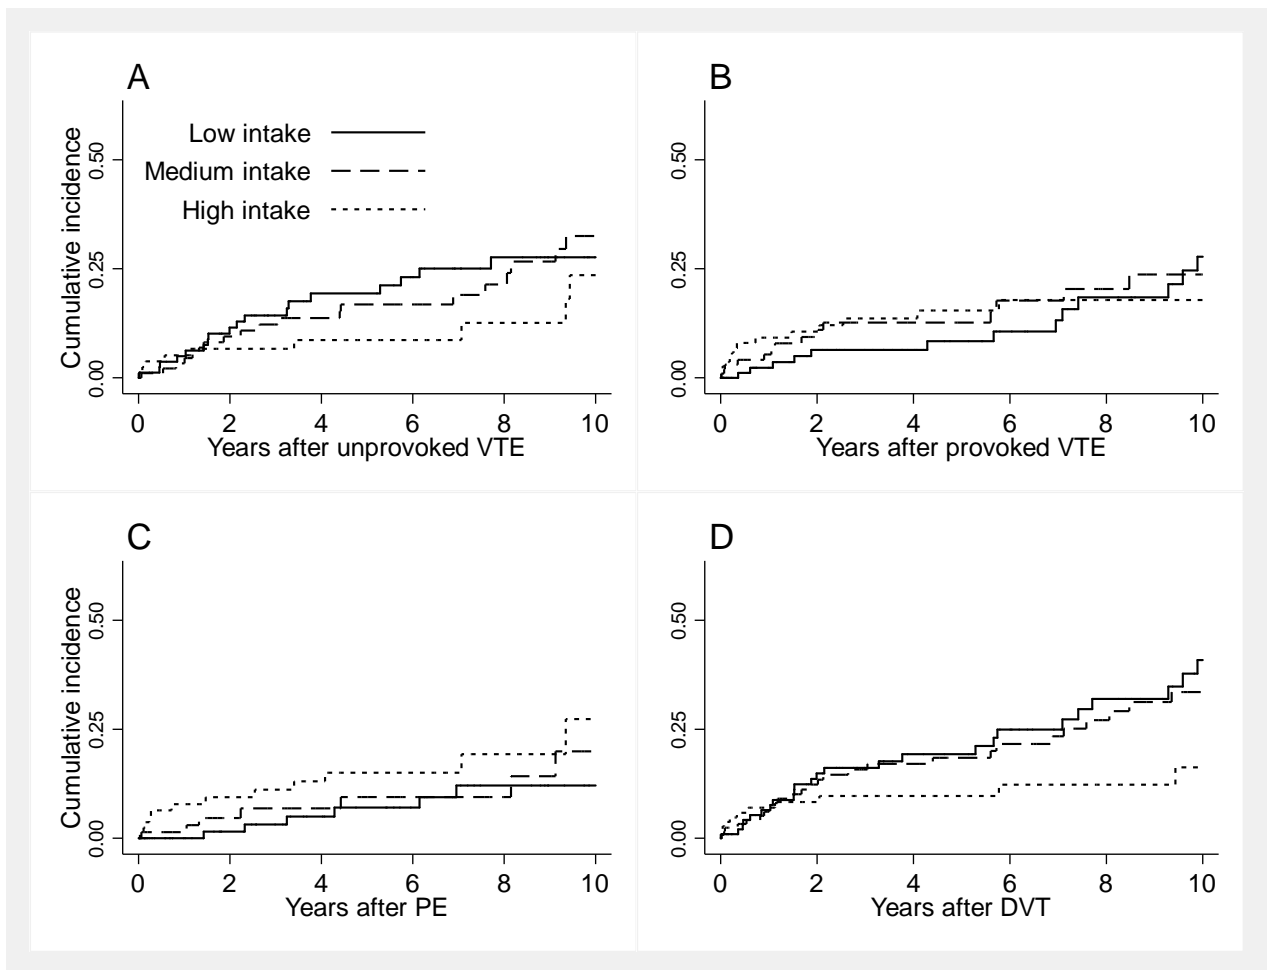 A
Cumulative incidence
0.50
0.25
0.00
Low intake
Medium intake
High intake
0 2 4 6 8 10
Years after unprovoked VTE
B
0.50
0.25
0.00
0 2 4 6 8 10
Years after provoked VTE
C
Cumulative incidence
0.50
0.25
0.00
0 2 4 6 8 10
Years after PE
D
0.50
0.25
0.00
0 2 4 6 8 10
Years after DVT